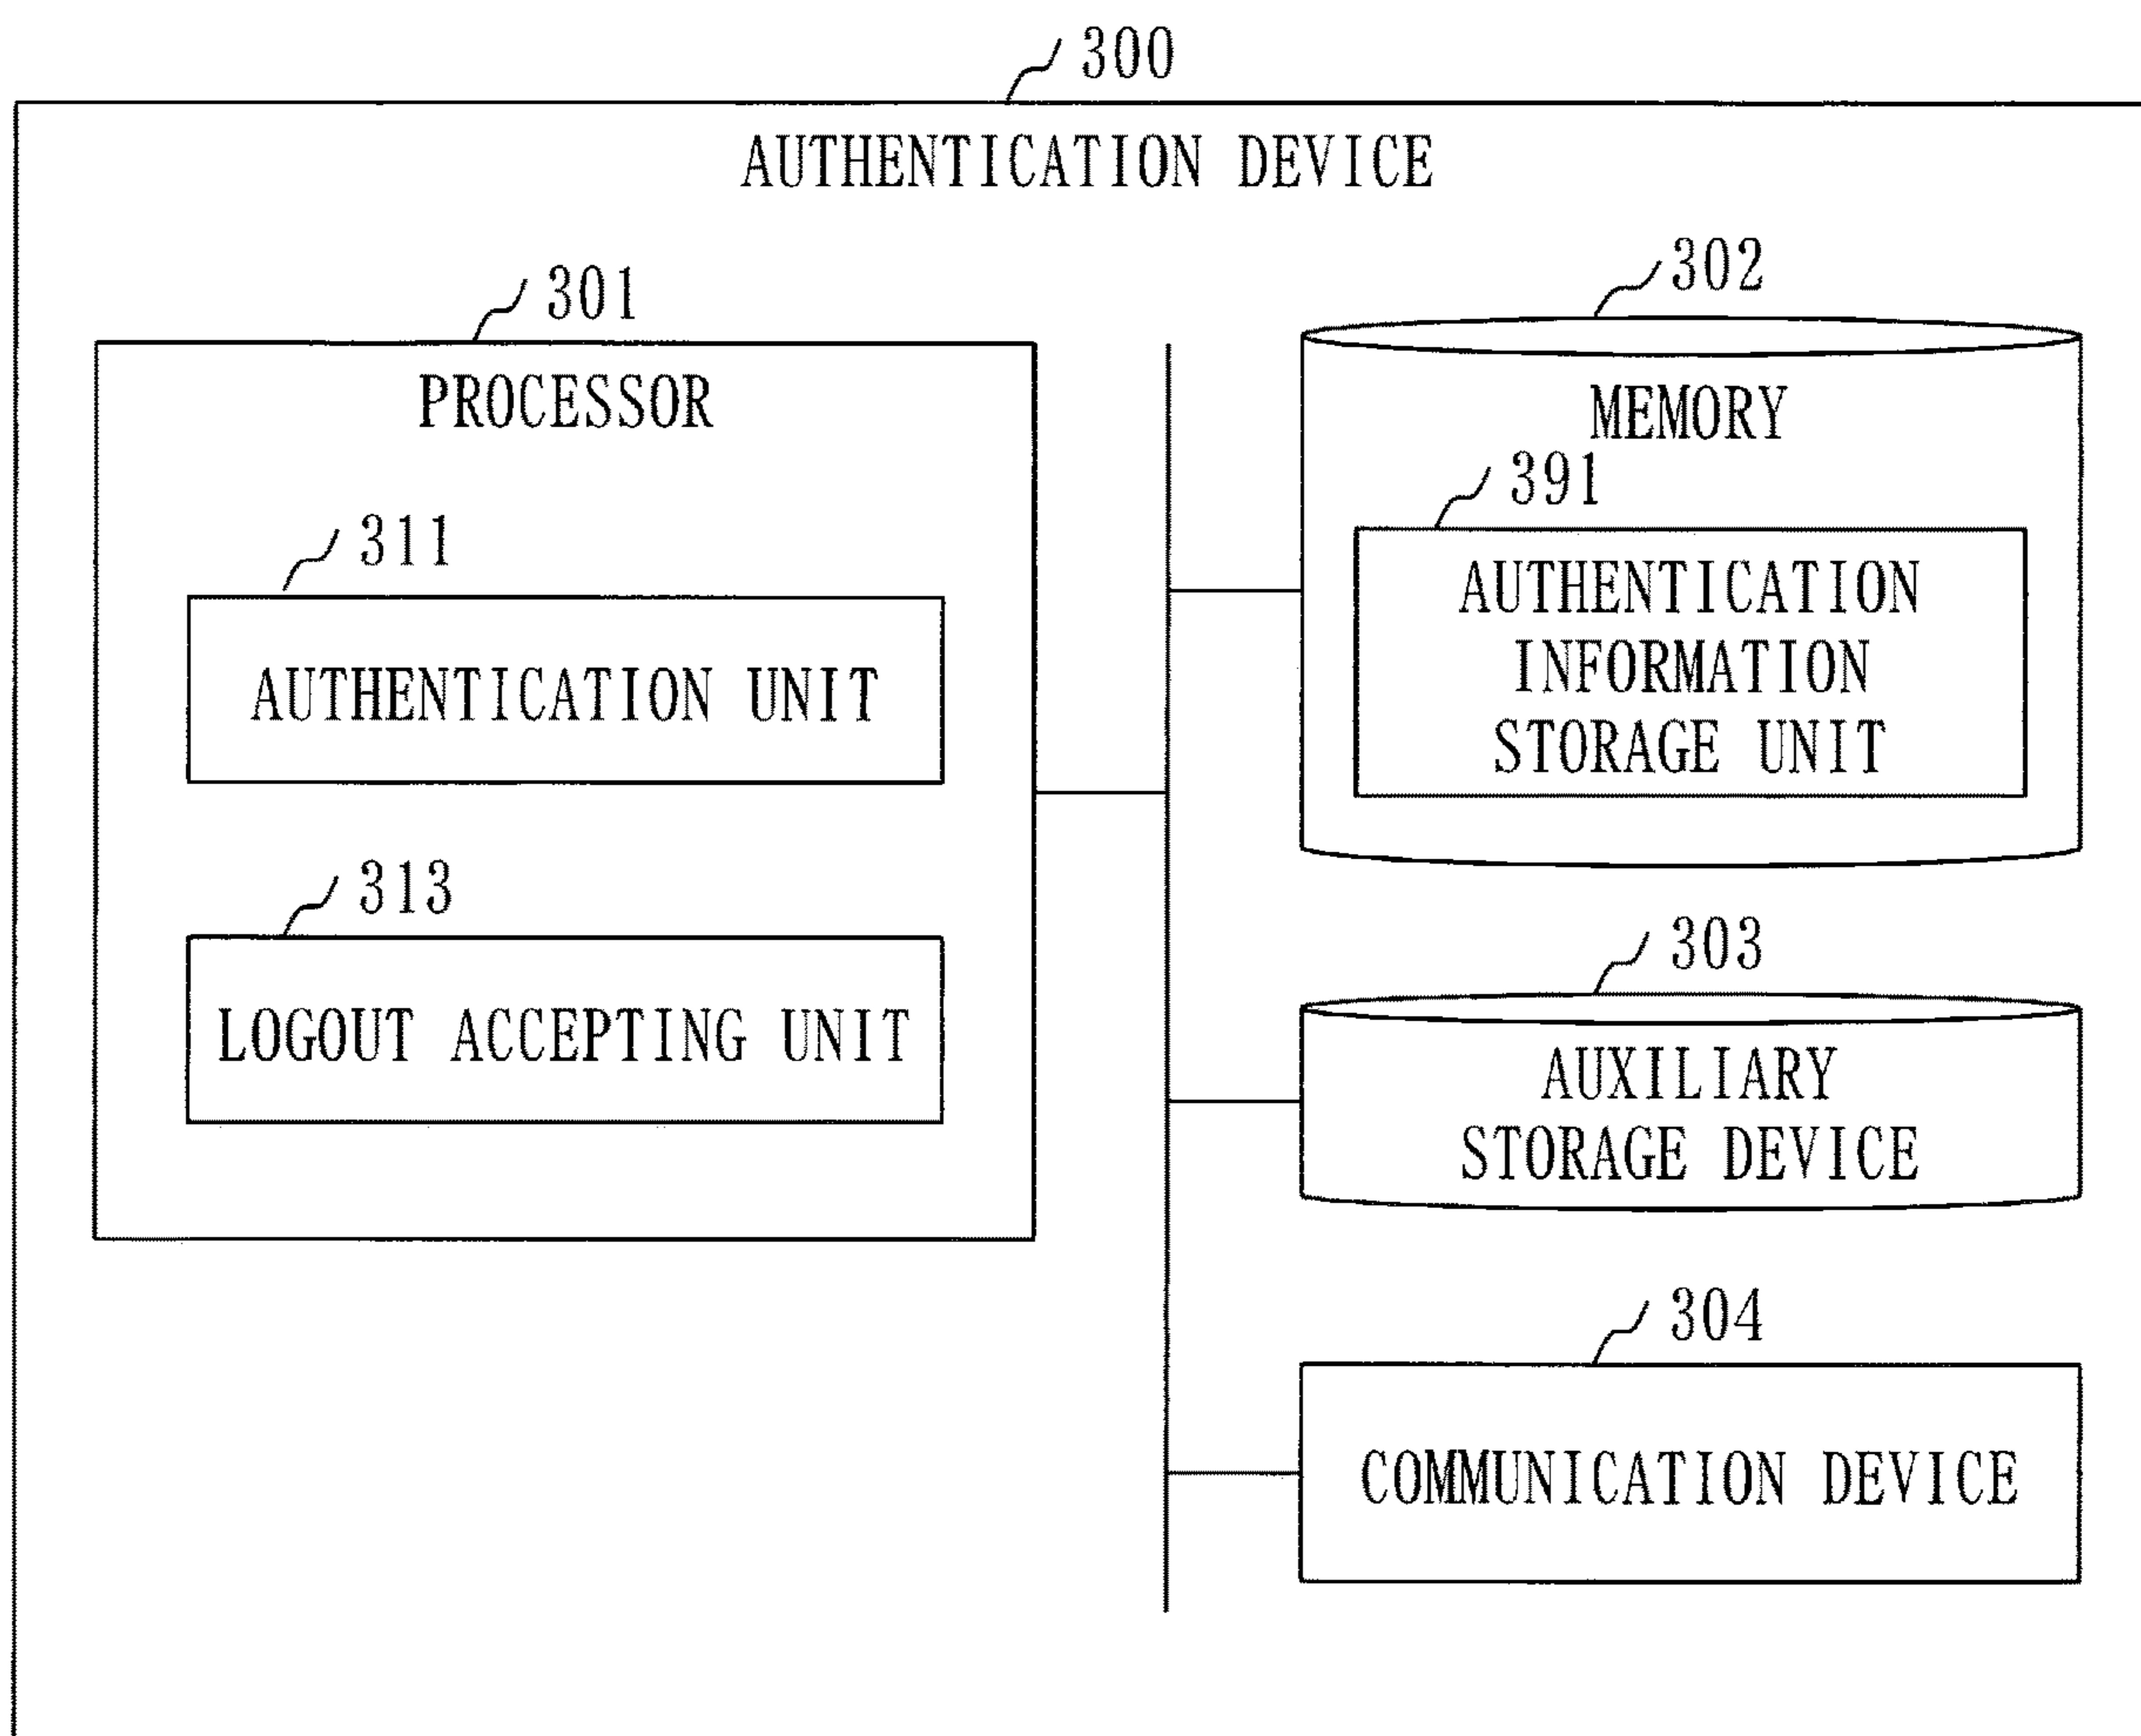 300
AUTHENTICATION DEVICE
301
PROCESSOR
311
AUTHENTICATION UNIT
313
LOGOUT ACCEPTING UNIT
302
MEMORY
391
AUTHENTICATION
INFORMATION
STORAGE UNIT
303
AUXILIARY
STORAGE DEVICE
304
COMMUNICATION DEVICE